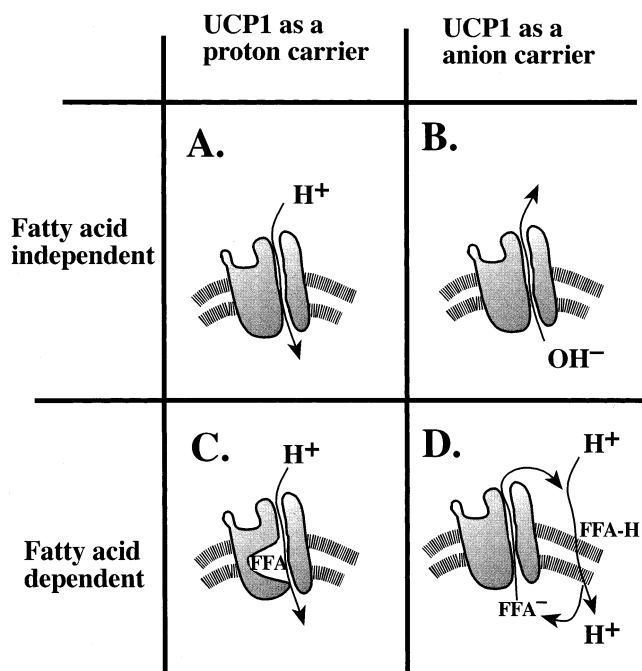 UCP1 as a
proton carrier
UCP1 as a
anion carrier
Fatty acid
independent
A.
H+
B.
OH−
Fatty acid
dependent
C.
H+
FFA
D.
H+
FFA-H
FFA−
H+